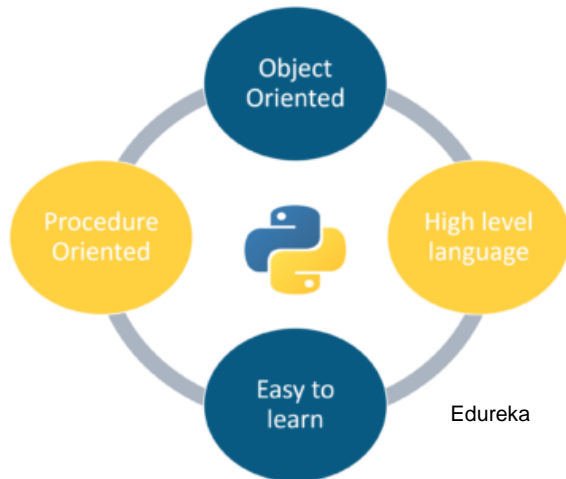 Object
Oriented
Procedure
Oriented
High level
language
Easy to
learn
Edureka